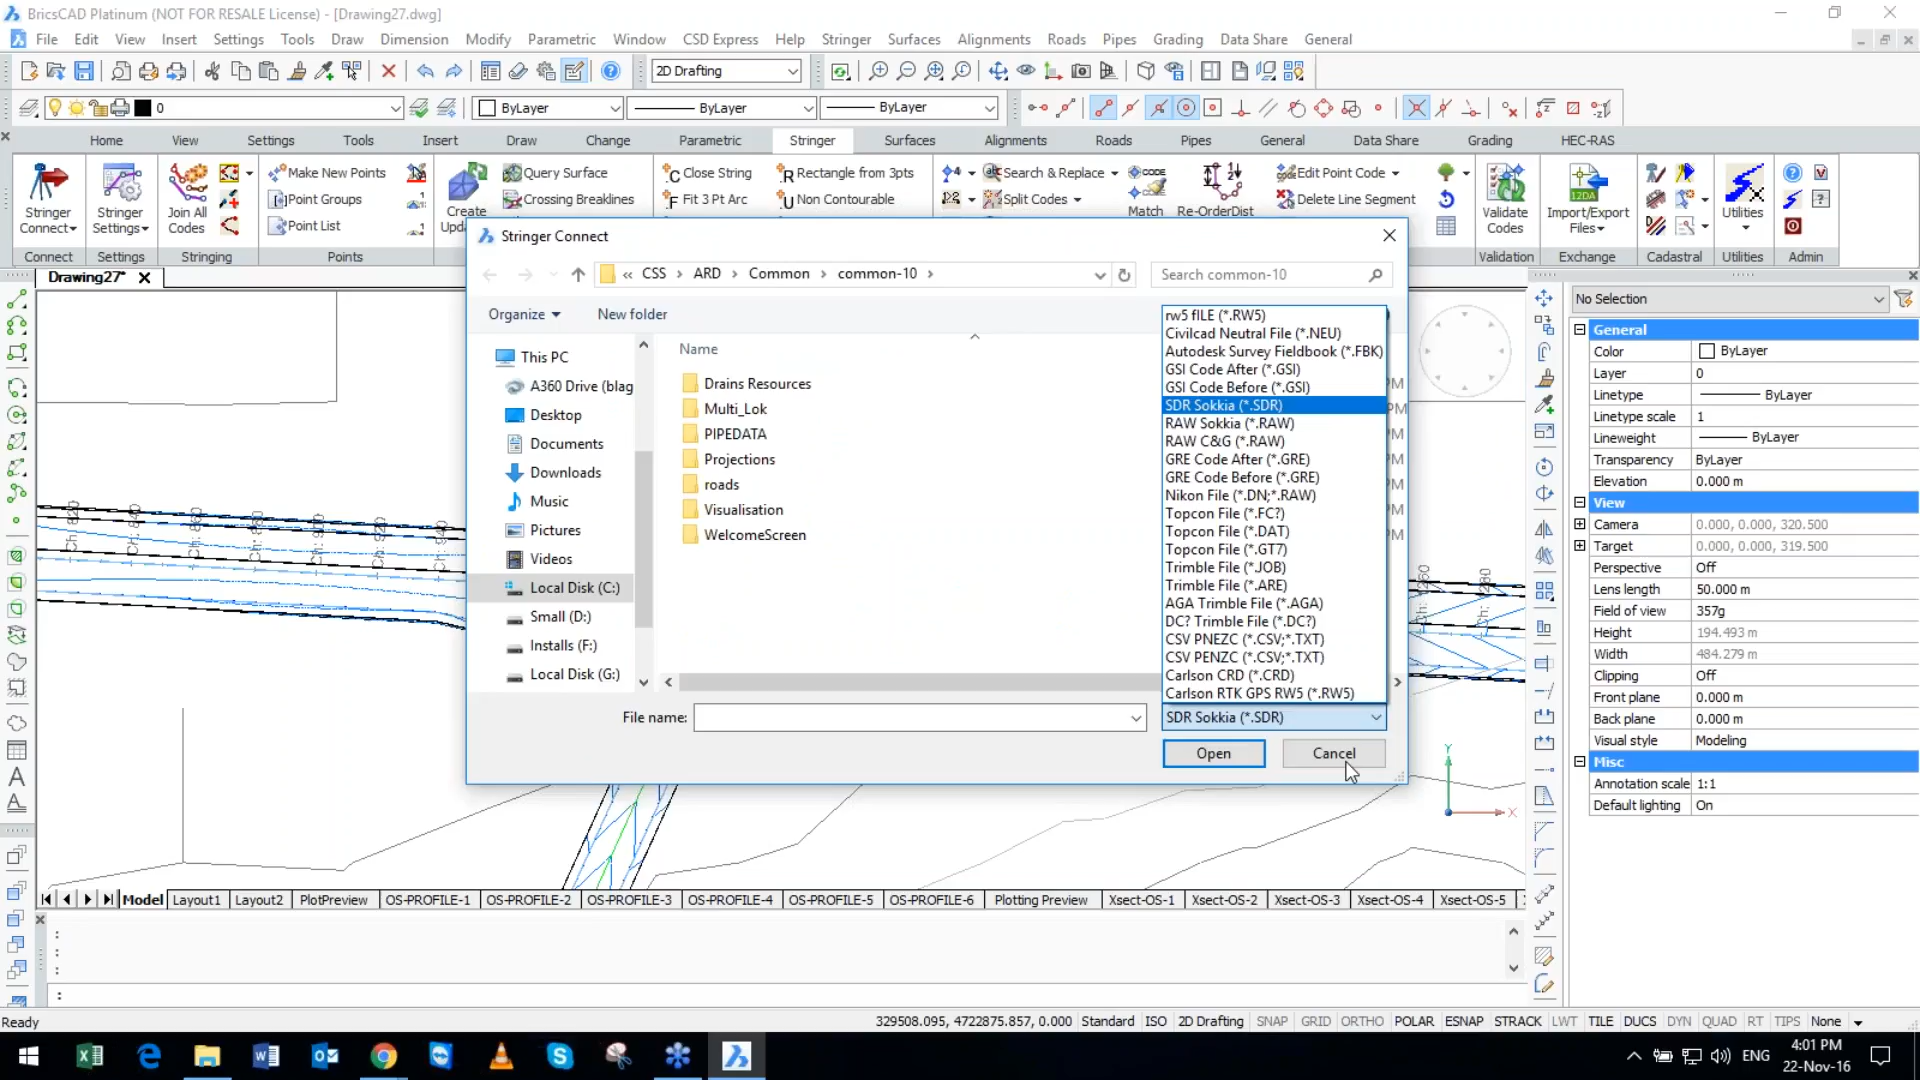 BricsCAD Platinum (NOT FOR RESALE License) - [Drawing27.dwg]
File Edit View Insert Settings Tools Draw Dimension Modify Parametric Window CSD Express Help Stringer Surfaces Alignments Roads Pipes Grading Data Share General
2D Drafting
0 ByLayer ByLayer ByLayer
Home View Settings Tools Insert Draw Change Parametric Stringer Surfaces Alignments Roads Pipes General Data Share Grading HEC-RAS
Make New Points Query Surface Close String Rectangle from 3pts Search & Replace Edit Point Code
Point Groups Crossing Breaklines Fit 3 Pt Arc Non Contourable Split Codes Delete Line Segment
Point List
Stringer Connect
Stringer Settings
Join All Codes
Create
Match Re-OrderDist
Validate Codes
Import/Export Files
Utilities
Connect Settings Stringing Points Validation Exchange Cadastral Utilities Admin
Drawing27*
Stringer Connect
« CSS › ARD › Common › common-10 ›
Search common-10
Organize New folder
This PC
A360 Drive (blag
Desktop
Documents
Downloads
Music
Pictures
Videos
Local Disk (C:)
Small (D:)
Installs (F:)
Local Disk (G:)
Name
Drains Resources
Multi_Lok
PIPEDATA
Projections
roads
Visualisation
WelcomeScreen
rw5 fILE (*.RW5)
Civilcad Neutral File (*.NEU)
Autodesk Survey Fieldbook (*.FBK)
GSI Code After (*.GSI)
GSI Code Before (*.GSI)
SDR Sokkia (*.SDR)
RAW Sokkia (*.RAW)
RAW C&G (*.RAW)
GRE Code After (*.GRE)
GRE Code Before (*.GRE)
Nikon File (*.DN;*.RAW)
Topcon File (*.FC?)
Topcon File (*.DAT)
Topcon File (*.GT7)
Trimble File (*.JOB)
Trimble File (*.ARE)
AGA Trimble File (*.AGA)
DC? Trimble File (*.DC?)
CSV PNEZC (*.CSV;*.TXT)
CSV PENZC (*.CSV;*.TXT)
Carlson CRD (*.CRD)
Carlson RTK GPS RW5 (*.RW5)
File name:
SDR Sokkia (*.SDR)
Open Cancel
No Selection
General
Color ByLayer
Layer 0
Linetype ByLayer
Linetype scale 1
Lineweight ByLayer
Transparency ByLayer
Elevation 0.000 m
View
Camera 0.000, 0.000, 320.500
Target 0.000, 0.000, 319.500
Perspective Off
Lens length 50.000 mm
Field of view 357g
Height 194.493 m
Width 484.279 m
Clipping Off
Front plane 0.000 m
Back plane 0.000 m
Visual style Modeling
Misc
Annotation scale 1:1
Default lighting On
Y
X
Model Layout1 Layout2 PlotPreview OS-PROFILE-1 OS-PROFILE-2 OS-PROFILE-3 OS-PROFILE-4 OS-PROFILE-5 OS-PROFILE-6 Plotting Preview Xsect-OS-1 Xsect-OS-2 Xsect-OS-3 Xsect-OS-4 Xsect-OS-5
:
:
:
:
Ready
329508.095, 4722875.857, 0.000 Standard ISO 2D Drafting SNAP GRID ORTHO POLAR ESNAP STRACK LWT TILE DUCS DYN QUAD RT TIPS None
ENG
4:01 PM
22-Nov-16